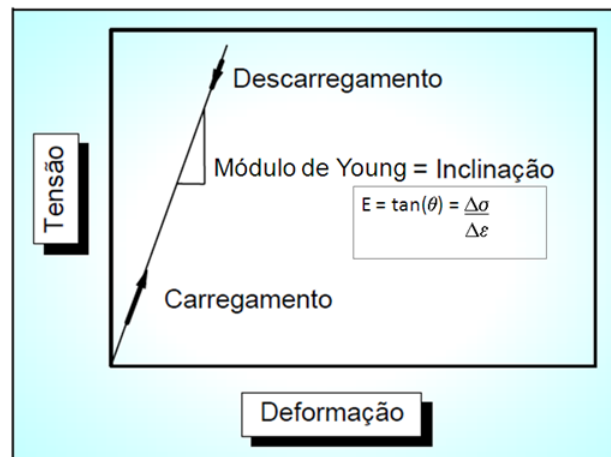 Descarregamento
Módulo de Young = Inclinação
E = tan(θ) = Δσ
Δε
Tensão
Carregamento
Deformação